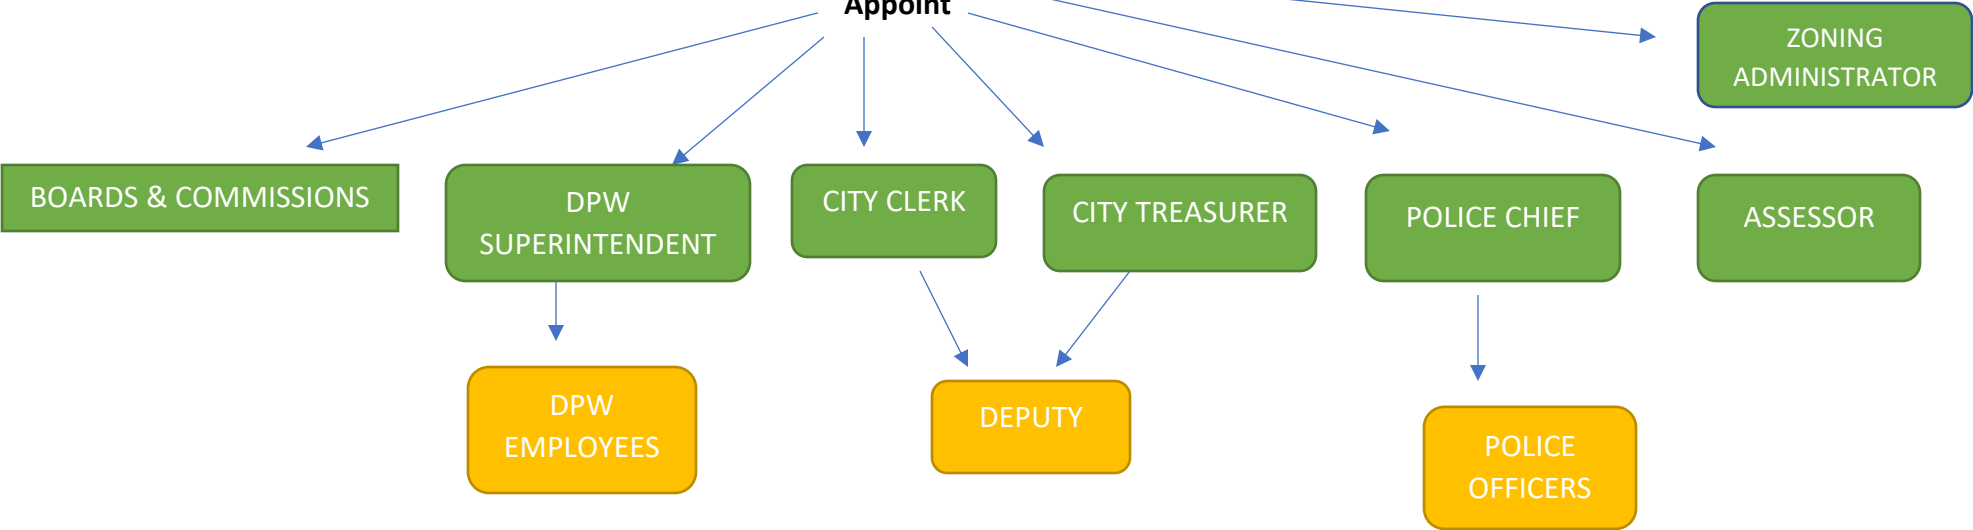 Appoint
ZONING
ADMINISTRATOR
BOARDS & COMMISSIONS
DPW
SUPERINTENDENT
CITY CLERK
CITY TREASURER
POLICE CHIEF
ASSESSOR
DPW
EMPLOYEES
DEPUTY
POLICE
OFFICERS